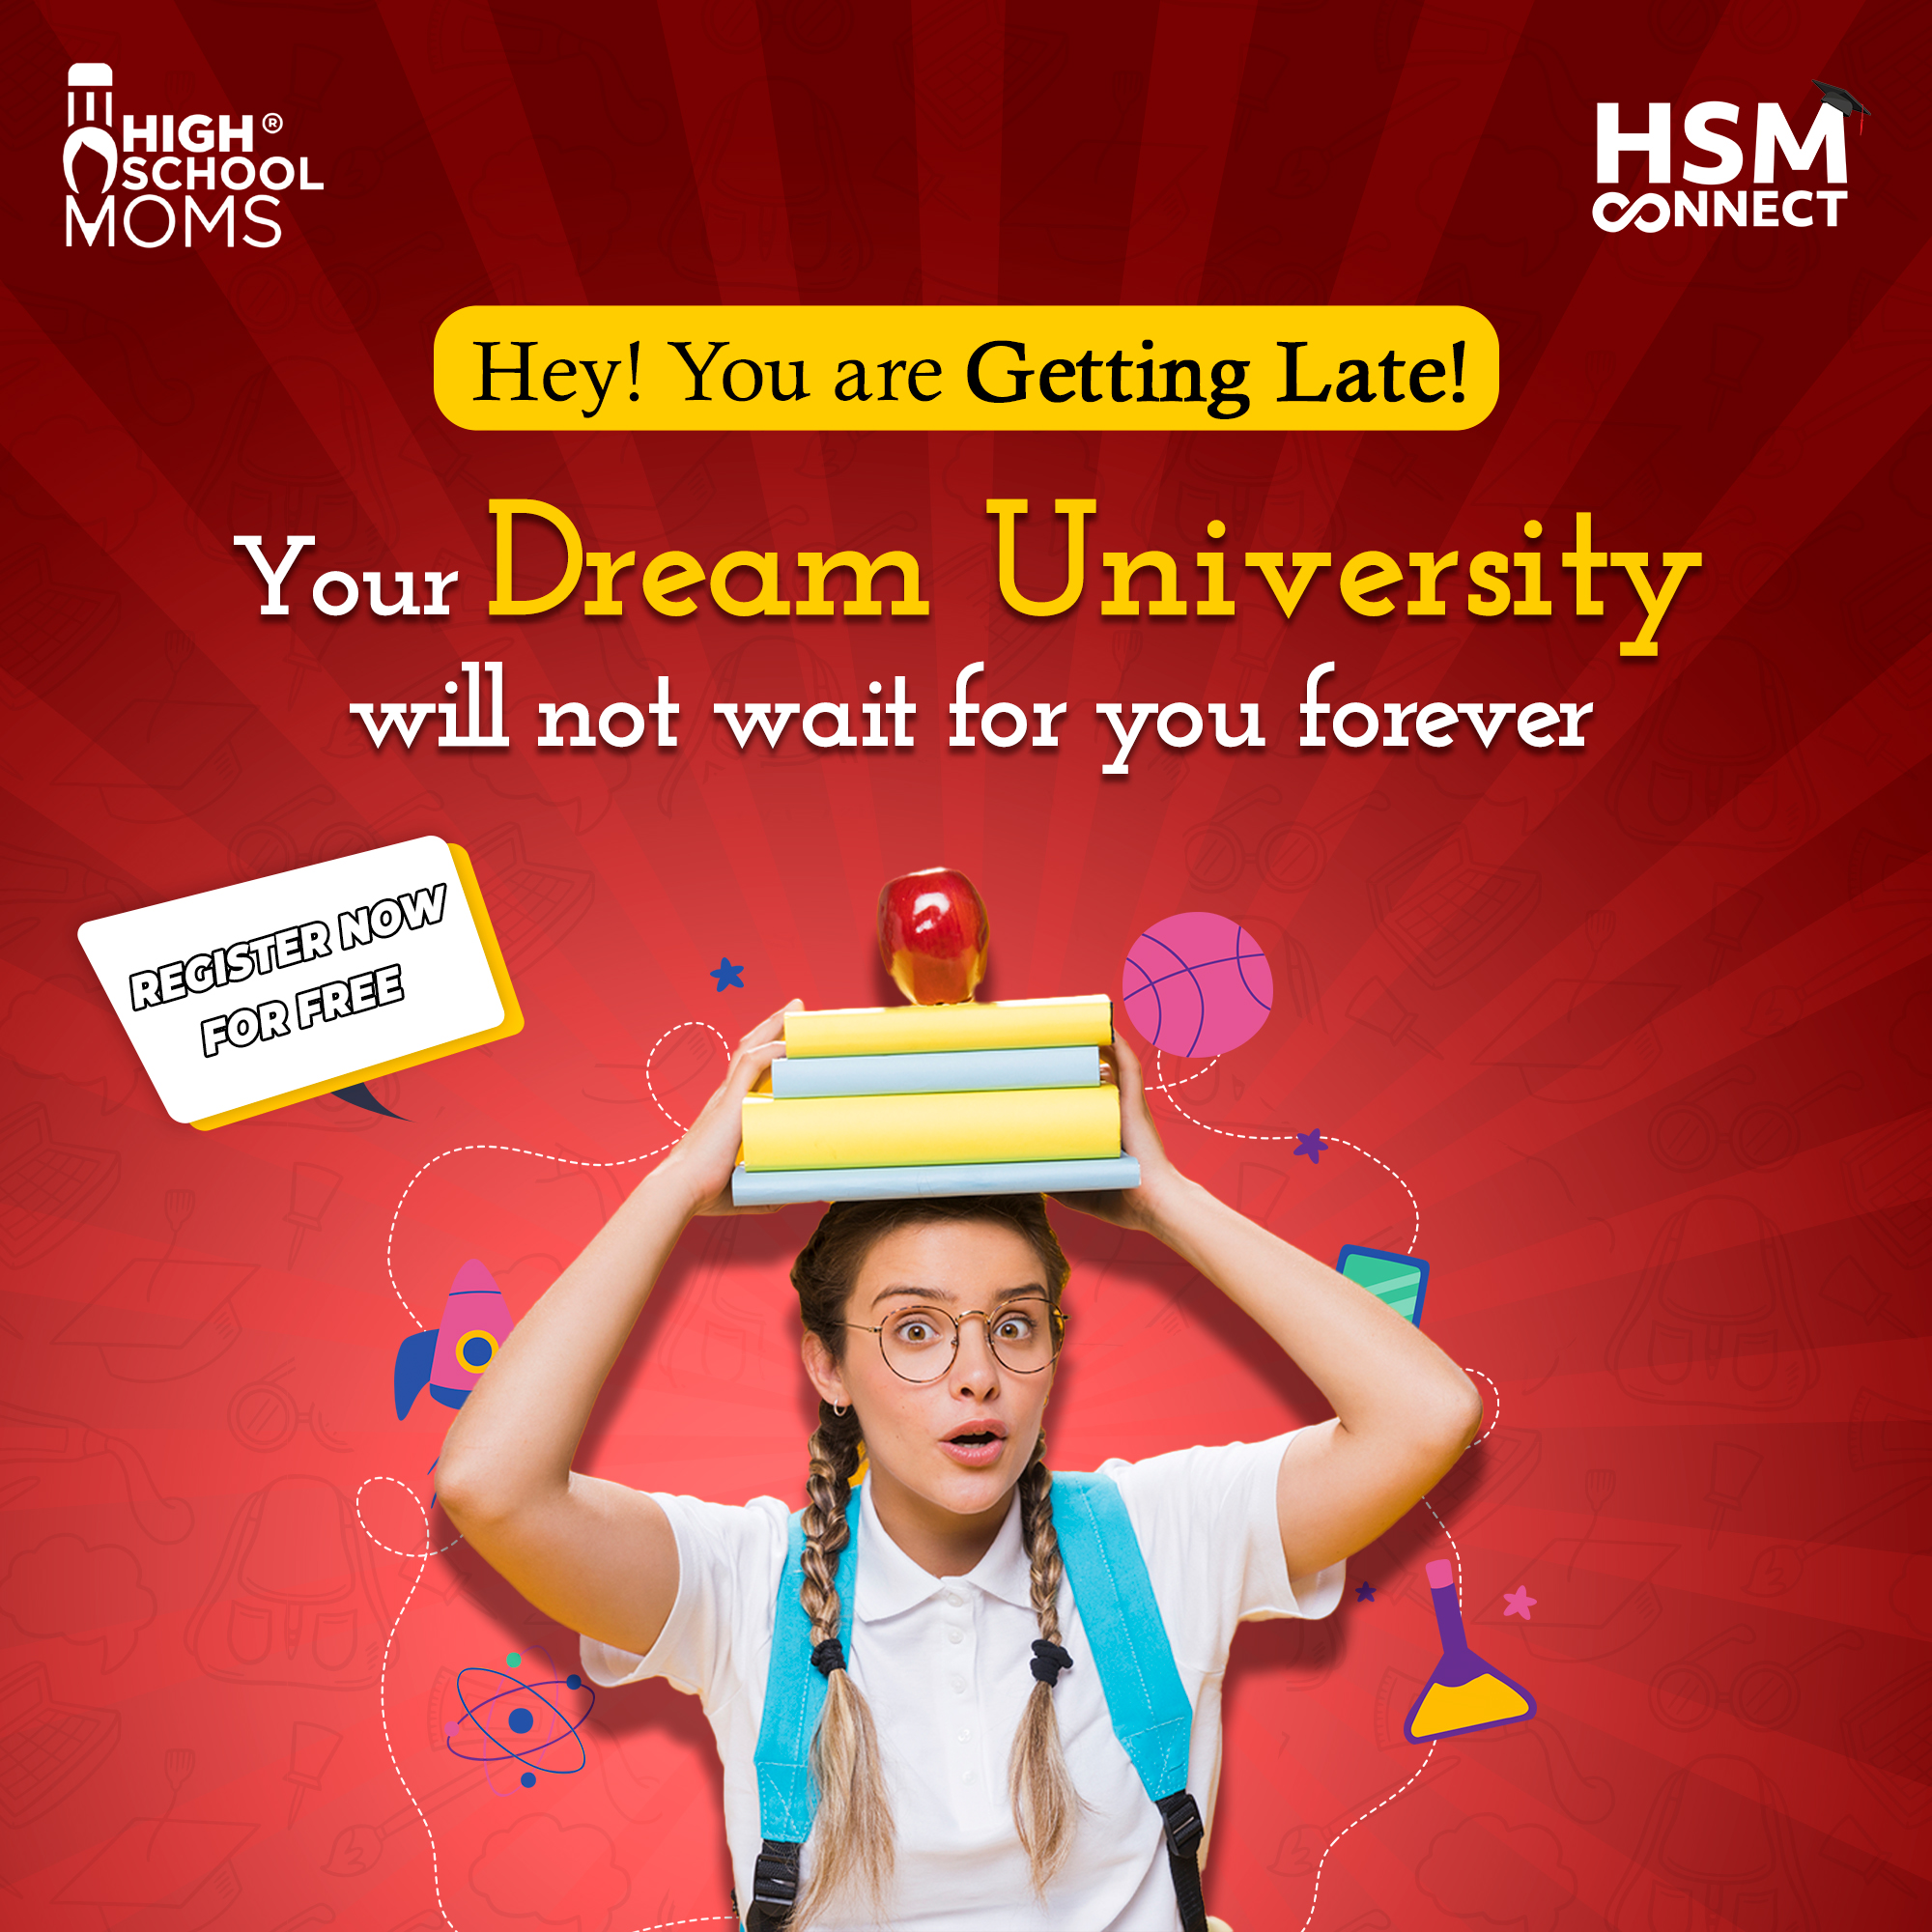 HIGH®
SCHOOL
MOMS
HSM
CONNECT
Hey! You are Getting Late!
Your Dream University
will not wait for you forever
REGISTER NOW
FOR FREE